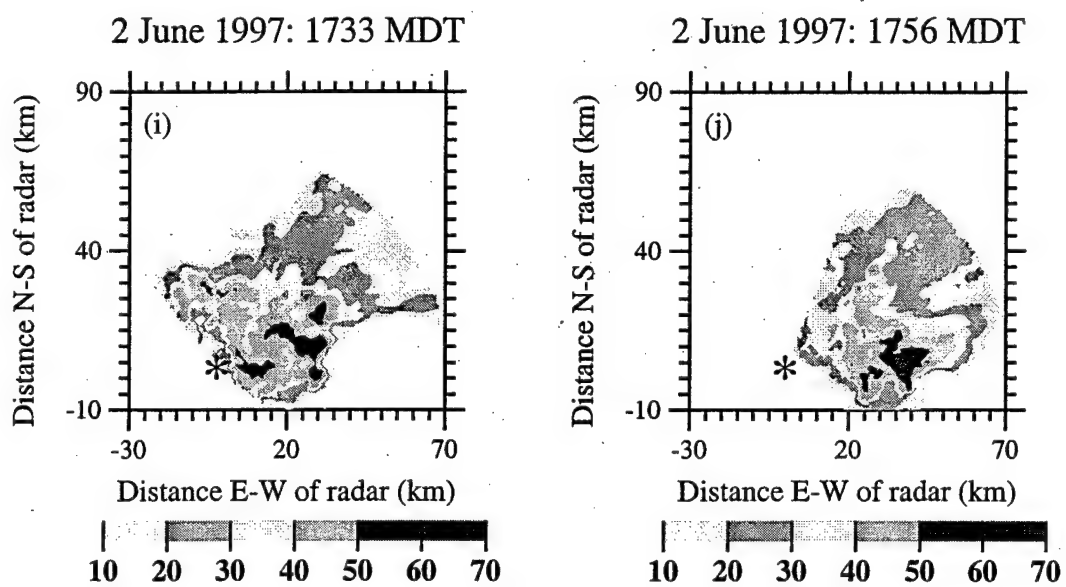 2 June 1997: 1733 MDT
90
40
-10
Distance N-S of radar (km)
(i)
-30 20 70
Distance E-W of radar (km)
10 20 30 40 50 60 70
2 June 1997: 1756 MDT
90
40
-10
Distance N-S of radar (km)
(j)
-30 20 70
Distance E-W of radar (km)
10 20 30 40 50 60 70